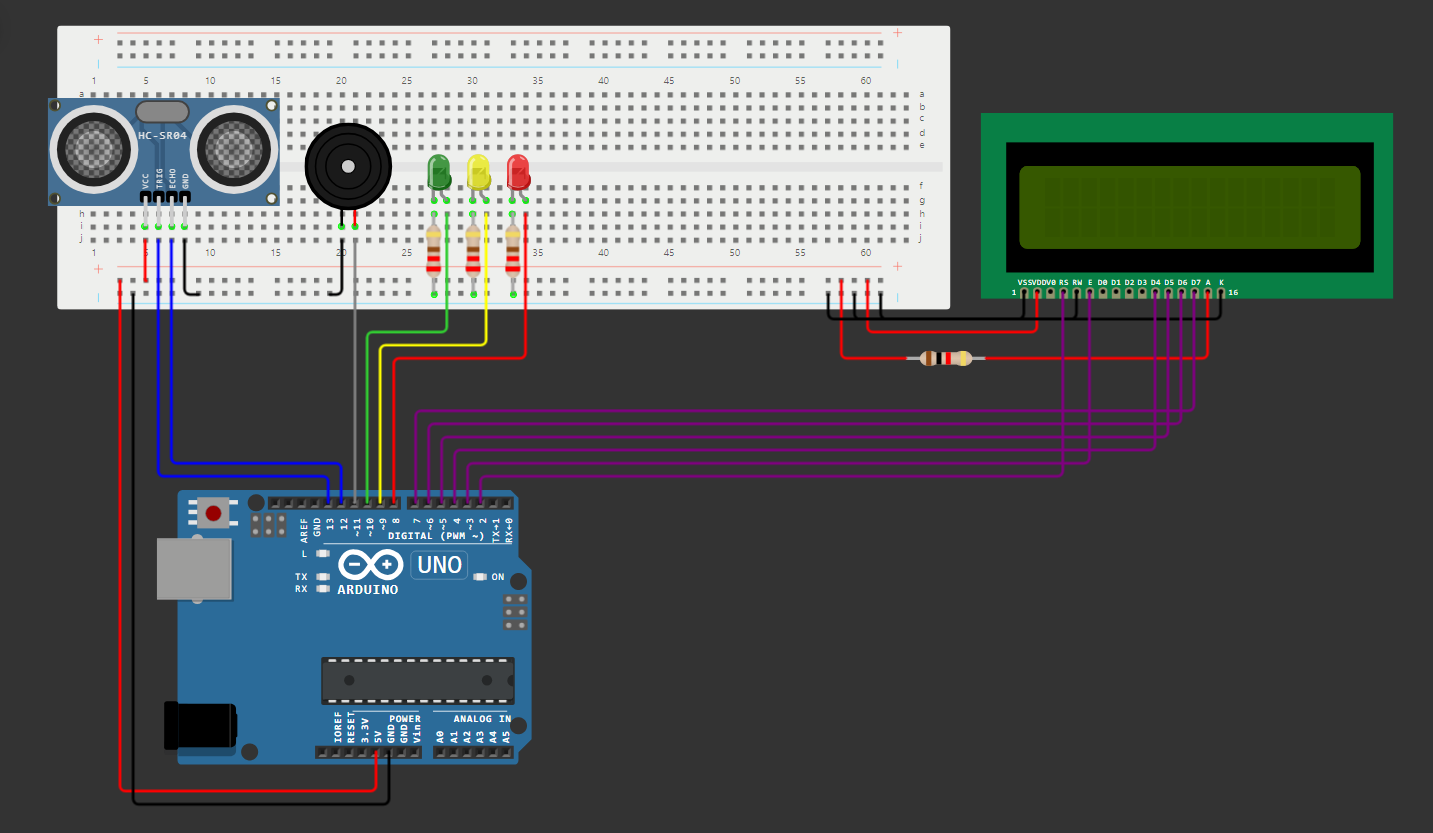 1 5 10 15 20 25 30 35 40 45 50 55 60
a a
b b
c c
d d
e e
HC-SR04
VCC TRIG ECHO GND
f
g
h h
i i
j j
1 5 10 15 20 25 30 35 40 45 50 55 60
VSS VDD V0 RS RW E D0 D1 D2 D3 D4 D5 D6 D7 A K
1 16
AREF GND 13 12 ~11 ~10 ~9 8 7 ~6 ~5 4 ~3 2 TX→1 RX←0
DIGITAL (PWM ~)
L
UNO
TX
RX
ON
ARDUINO
POWER
ANALOG IN
IOREF RESET 3.3V 5V GND GND Vin A0 A1 A2 A3 A4 A5